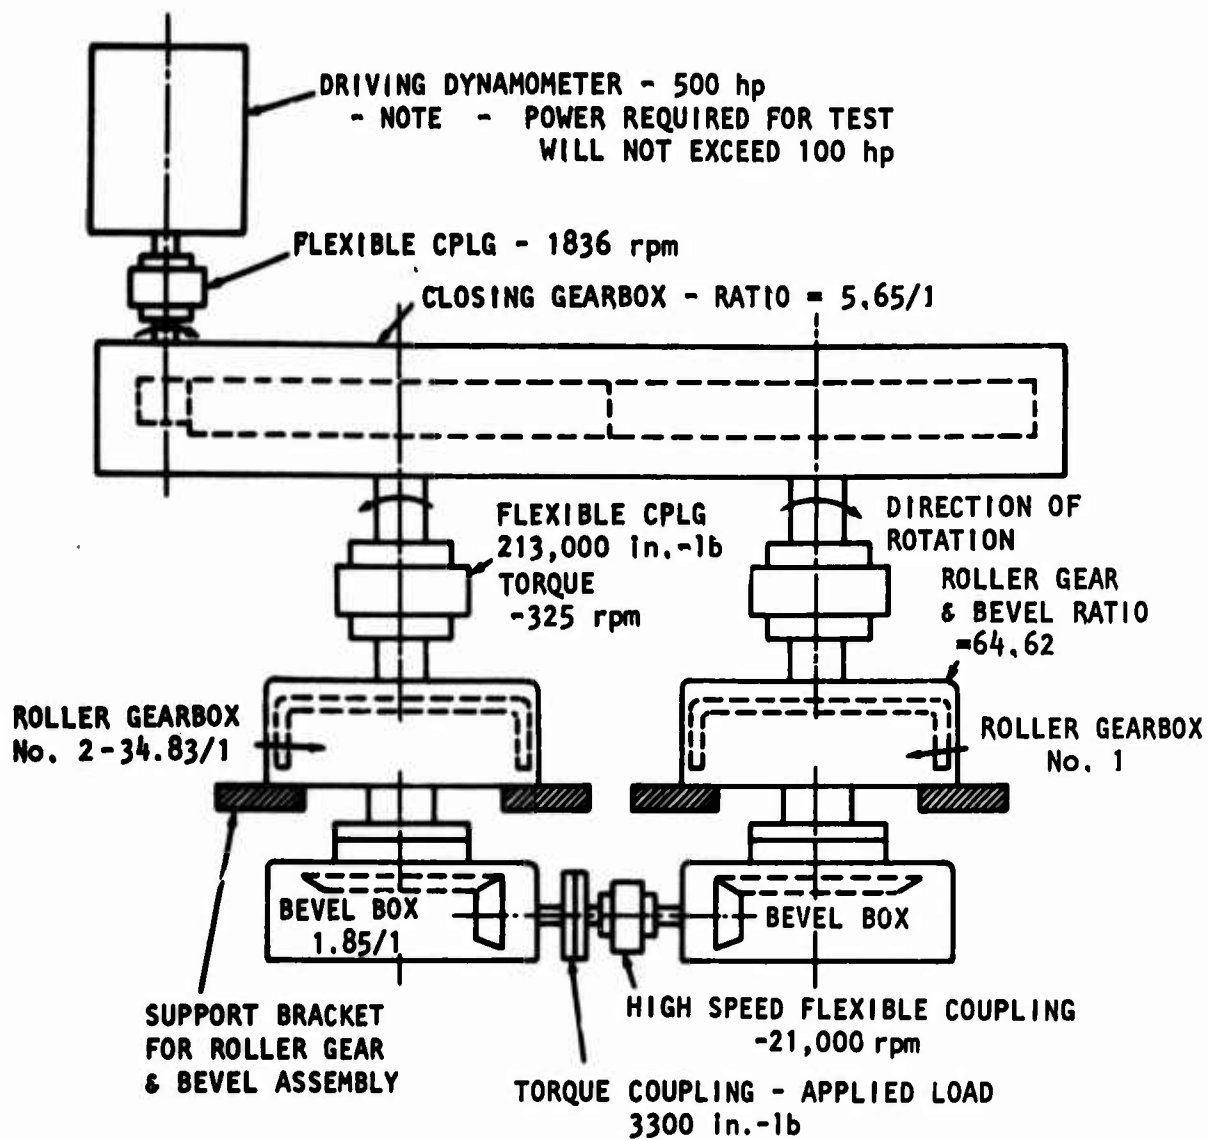 DRIVING DYNAMOMETER - 500 hp
- NOTE - POWER REQUIRED FOR TEST
WILL NOT EXCEED 100 hp
FLEXIBLE CPLG - 1836 rpm
CLOSING GEARBOX - RATIO = 5.65/1
FLEXIBLE CPLG
213,000 in.-lb
TORQUE
-325 rpm
DIRECTION OF
ROTATION
ROLLER GEAR
& BEVEL RATIO
=64.62
ROLLER GEARBOX
No. 2-34.83/1
ROLLER GEARBOX
No. 1
BEVEL BOX
1.85/1
BEVEL BOX
SUPPORT BRACKET
FOR ROLLER GEAR
& BEVEL ASSEMBLY
HIGH SPEED FLEXIBLE COUPLING
-21,000 rpm
TORQUE COUPLING - APPLIED LOAD
3300 in.-lb